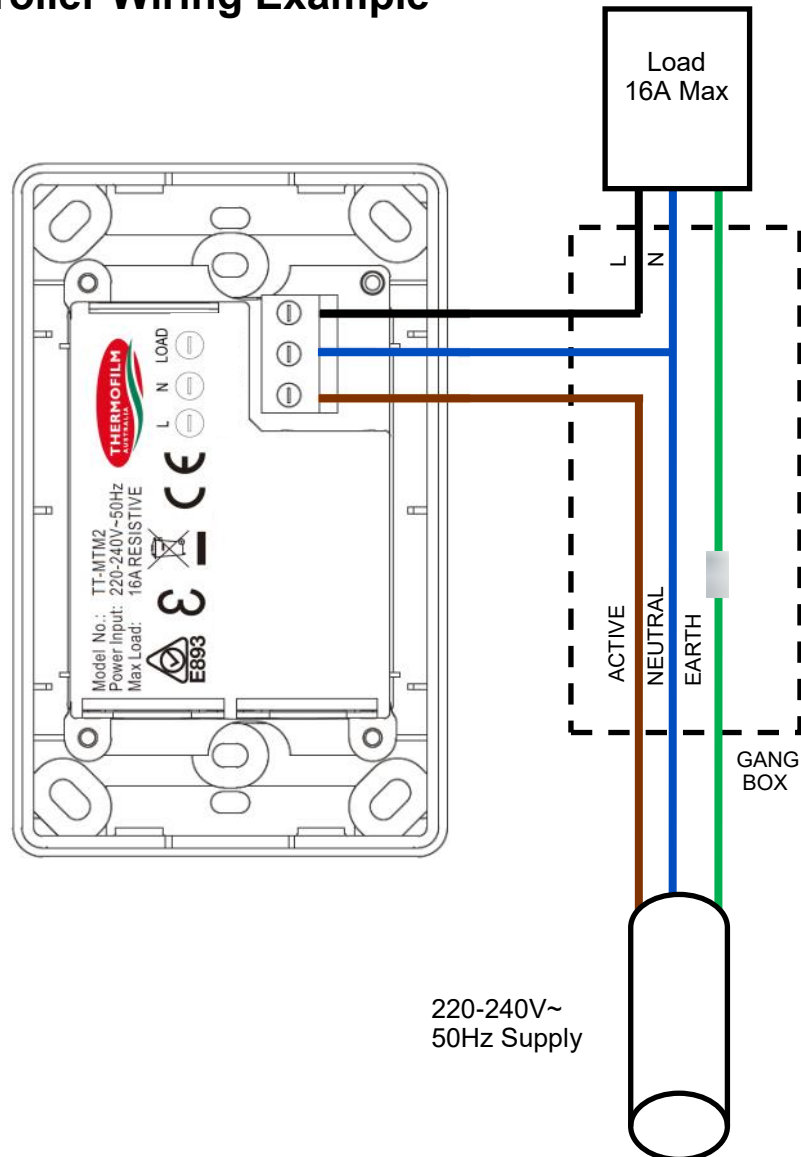 roller Wiring Example
Load
16A Max
L
N
THERMOFILM
AUSTRALIA
L N LOAD
CE
Model No.: TT-MTM2
Power Input: 220-240V~50Hz
Max Load: 16A RESISTIVE
E893
ACTIVE
NEUTRAL
EARTH
GANG
BOX
220-240V~
50Hz Supply